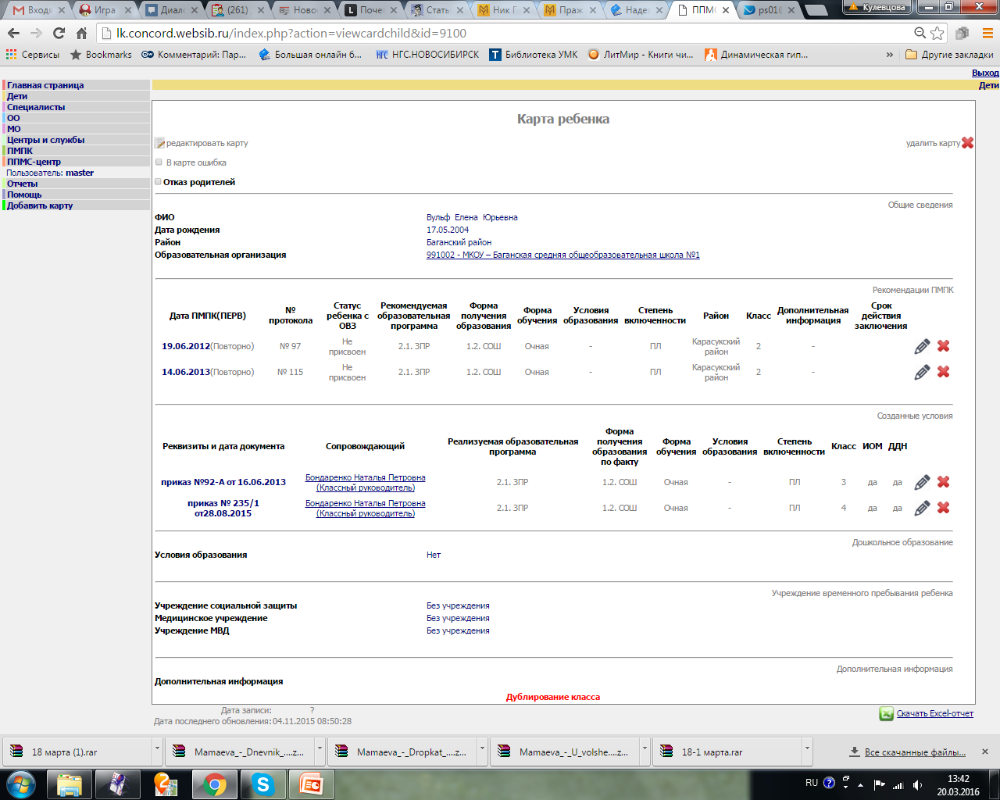 Входя
Игра
Диало
(261)
Новос
Почем
Стать
Ник П
Праж
Надех
ППМС
ps01@
Кулевцова
lk.concord.websib.ru/index.php?action=viewcardchild&id=9100
Сервисы
Bookmarks
Комментарий: Пар...
Большая онлайн б...
НГС.НОВОСИБИРСК
Библиотека УМК
ЛитМир - Книги чи...
Динамическая гип...
»
Другие закладки
Выход
Дети
Главная страница
Дети
Специалисты
ОО
МО
Центры и службы
ПМПК
ППМС-центр
Пользователь: master
Отчеты
Помощь
Добавить карту
Карта ребенка
редактировать карту
удалить карту
В карте ошибка
Отказ родителей
Общие сведения
ФИО Вульф Елена Юрьевна
Дата рождения 17.05.2004
Район Баганский район
Образовательная организация 991002 - МКОУ – Баганская средняя общеобразовательная школа №1
Рекомендации ПМПК
Дата ПМПК(ПЕРВ) № протокола Статус ребенка с ОВЗ Рекомендуемая образовательная программа Форма получения образования Форма обучения Условия образования Степень включенности Район Класс Дополнительная информация Срок действия заключения
19.06.2012(Повторно) № 97 Не присвоен 2.1. ЗПР 1.2. СОШ Очная - ПЛ Карасукский район 2 -
14.06.2013(Повторно) № 115 Не присвоен 2.1. ЗПР 1.2. СОШ Очная - ПЛ Карасукский район 2 -
Созданные условия
Реквизиты и дата документа Сопровождающий Реализуемая образовательная программа Форма получения образования по факту Форма обучения Условия образования Степень включенности Класс ИОМ ДДН
приказ №92-А от 16.06.2013 Бондаренко Наталья Петровна (Классный руководитель) 2.1. ЗПР 1.2. СОШ Очная - ПЛ 3 да да
приказ № 235/1 от28.08.2015 Бондаренко Наталья Петровна (Классный руководитель) 2.1. ЗПР 1.2. СОШ Очная - ПЛ 4 да да
Дошкольное образование
Условия образования Нет
Учреждение временного пребывания ребенка
Учреждение социальной защиты Без учреждения
Медицинское учреждение Без учреждения
Учреждение МВД Без учреждения
Дополнительная информация
Дополнительная информация
Дублирование класса
Дата записи: ?
Дата последнего обновления: 04.11.2015 08:50:28
Скачать Excel-отчет
18 марта (1).rar
Mamaeva_-_Dnevnik_....z...
Mamaeva_-_Dropkat_....z...
Mamaeva_-_U_volshe....z...
18-1 марта.rar
Все скачанные файлы...
RU
13:42
20.03.2016